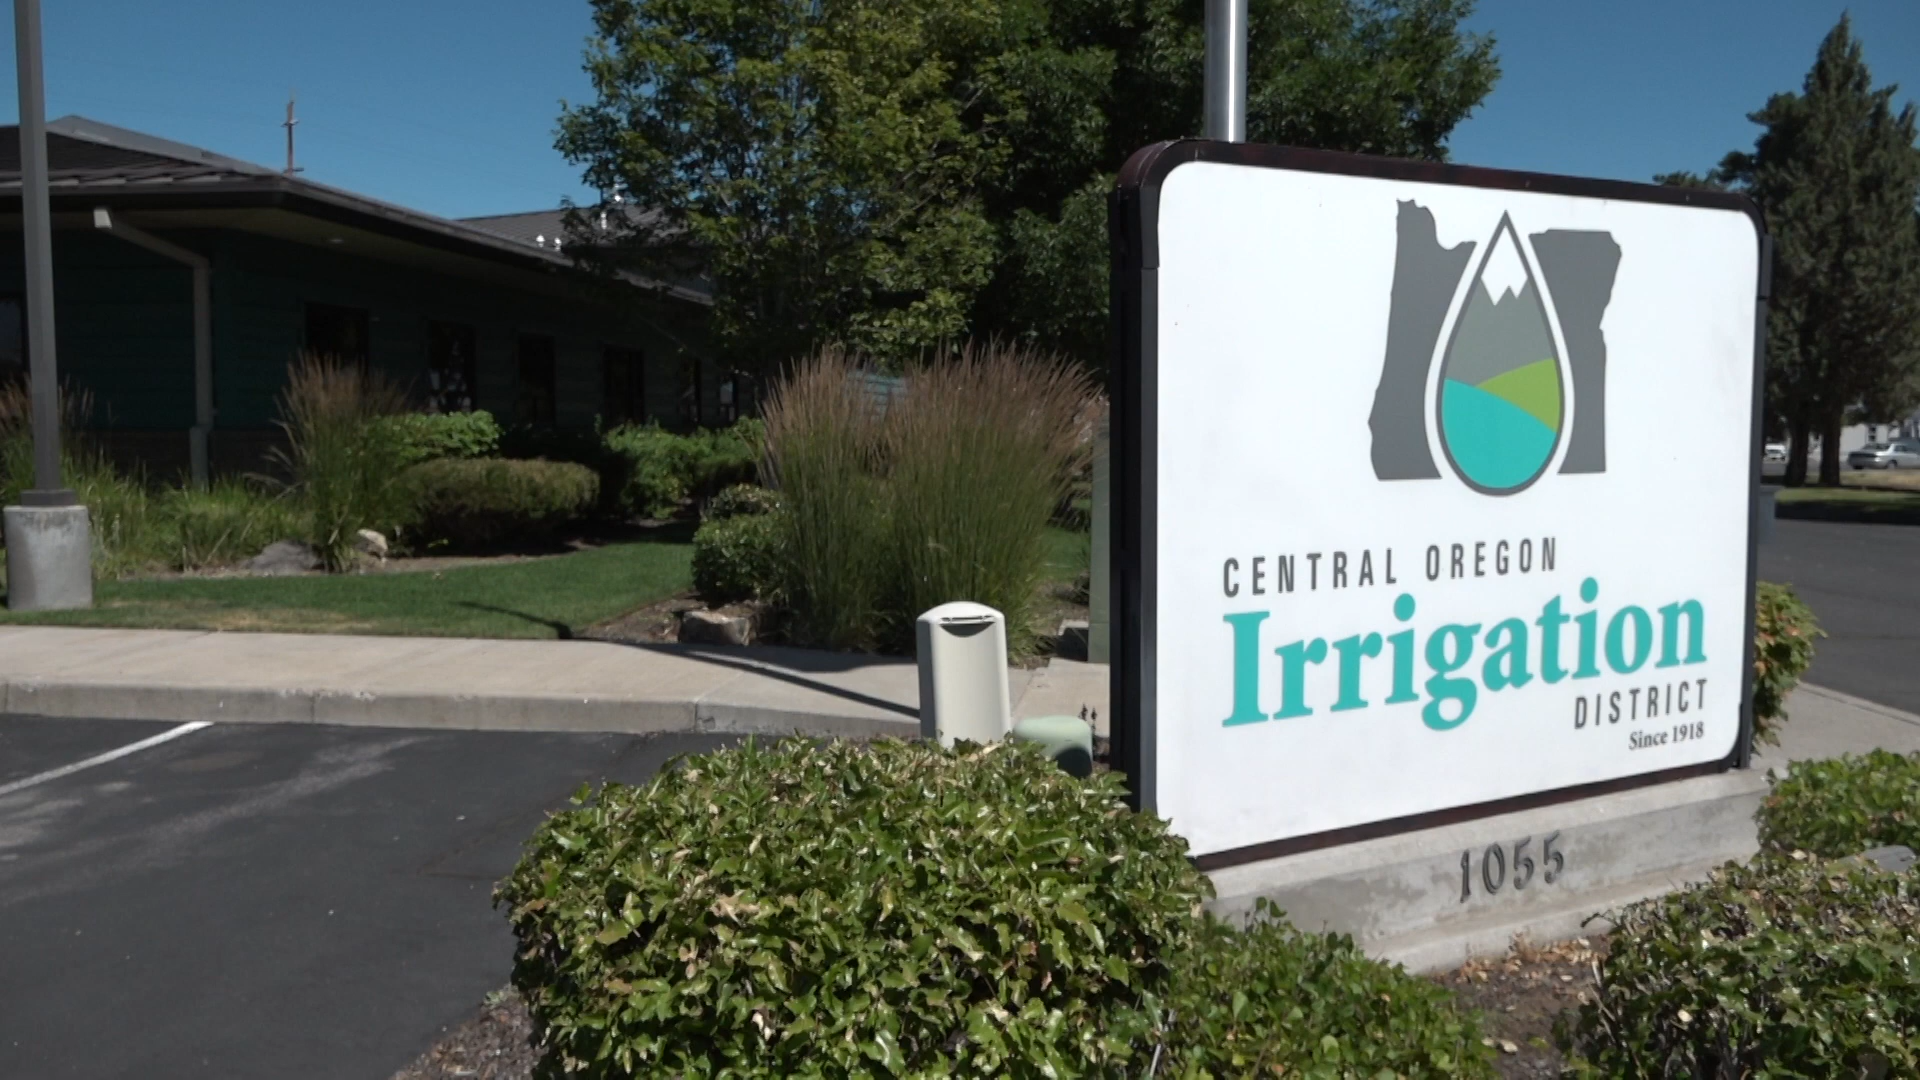 CENTRAL OREGON
Irrigation
DISTRICT
Since 1918
1055